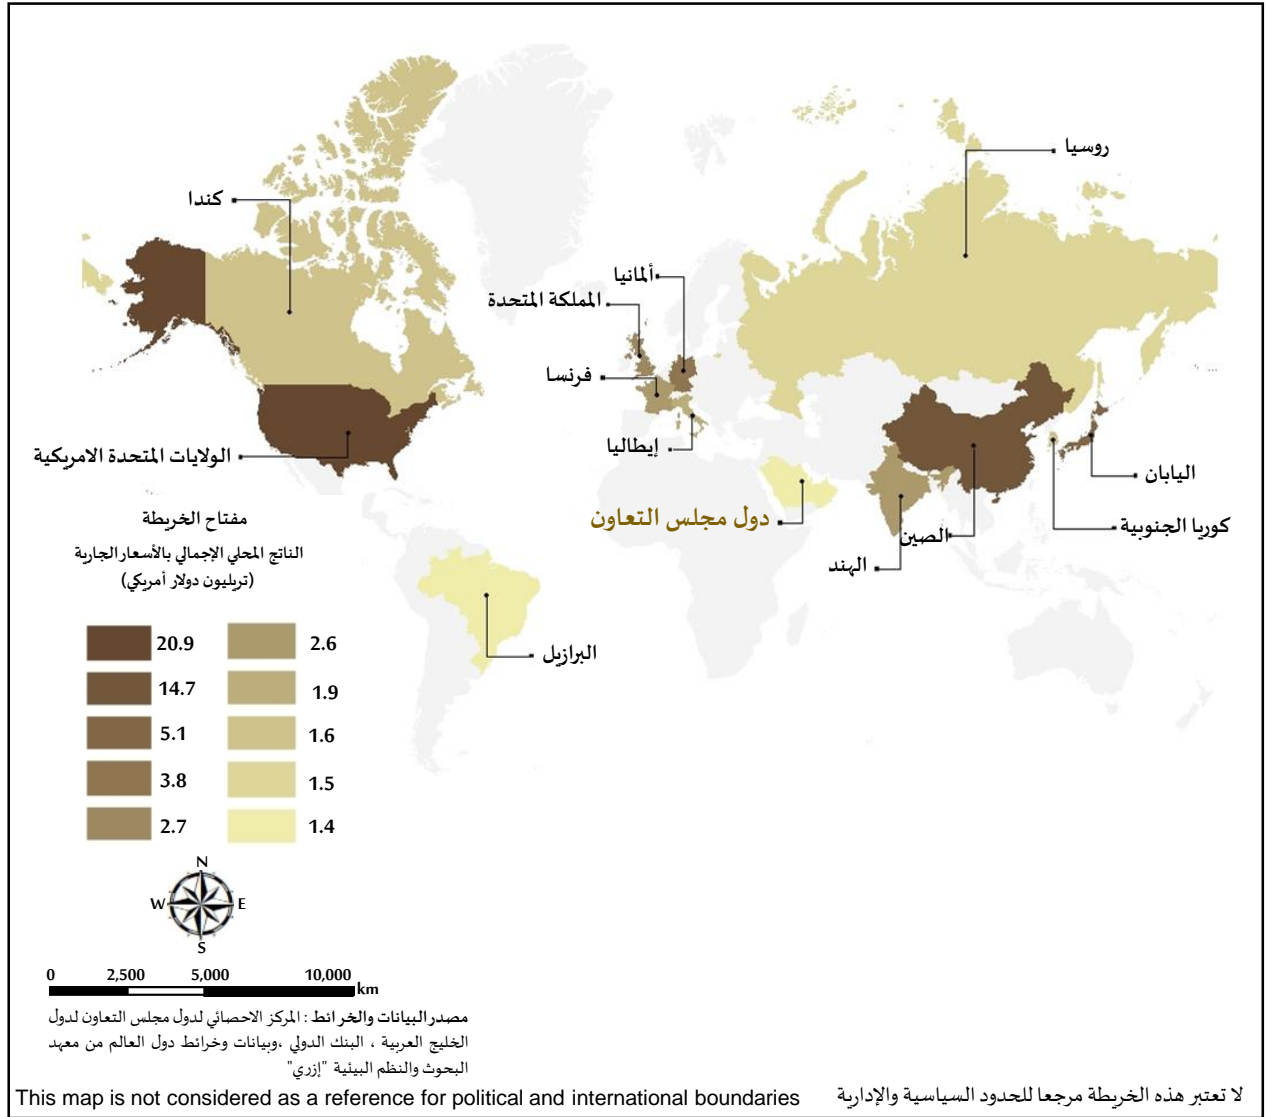 روسيا
كندا
ألمانيا
المملكة المتحدة
فرنسا
إيطاليا
الولايات المتحدة الامريكية
اليابان
دول مجلس التعاون
كوريا الجنوبية
الصين
الهند
البرازيل
مفتاح الخريطة
الناتج المحلي الإجمالي بالأسعار الجارية
(تريليون دولار أمريكي)
20.9
2.6
14.7
1.9
5.1
1.6
3.8
1.5
2.7
1.4
N
W
E
S
0 2,500 5,000 10,000
km
مصدر البيانات والخرائط : المركز الاحصائي لدول مجلس التعاون لدول
الخليج العربية ، البنك الدولي ،وبيانات وخرائط دول العالم من معهد
البحوث والنظم البيئية "إزري"
This map is not considered as a reference for political and international boundaries
لا تعتبر هذه الخريطة مرجعا للحدود السياسية والإدارية